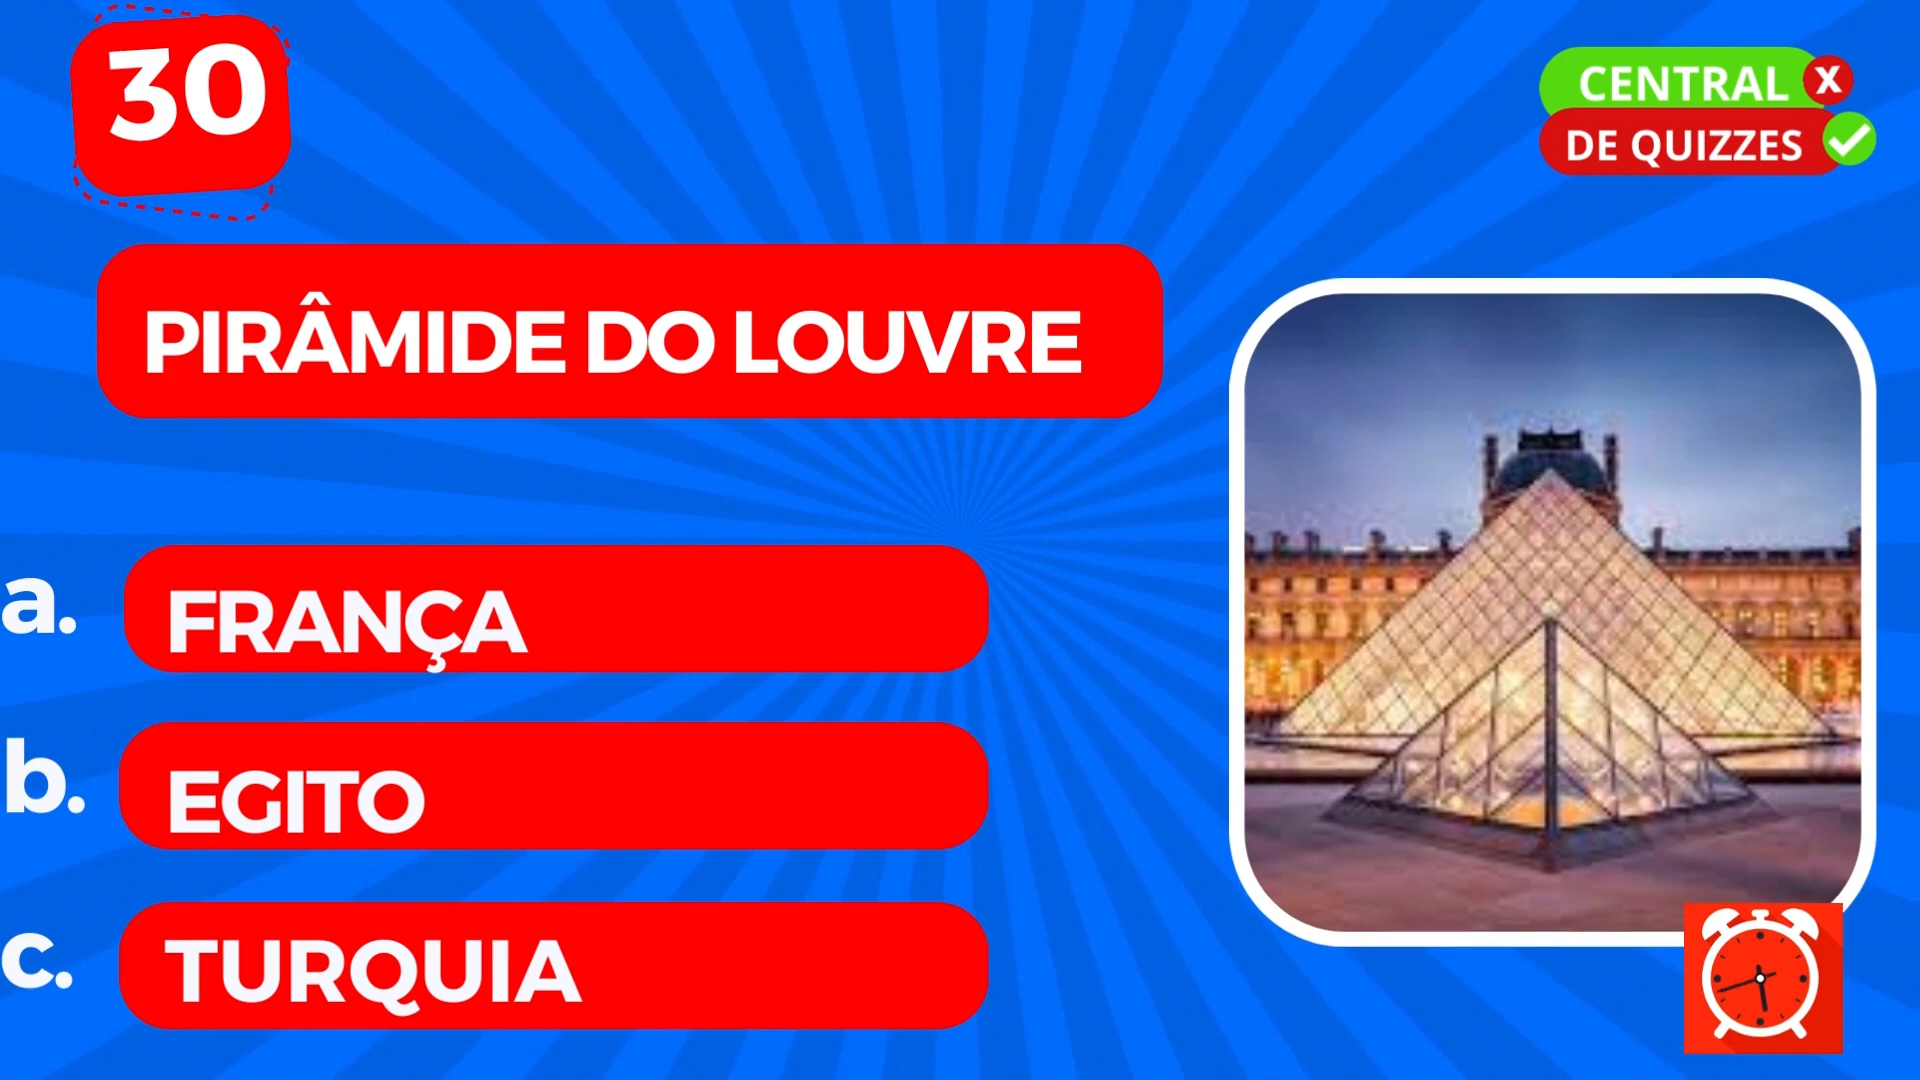 30
CENTRAL X
DE QUIZZES
PIRÂMIDE DO LOUVRE
a. FRANÇA
b. EGITO
c. TURQUIA